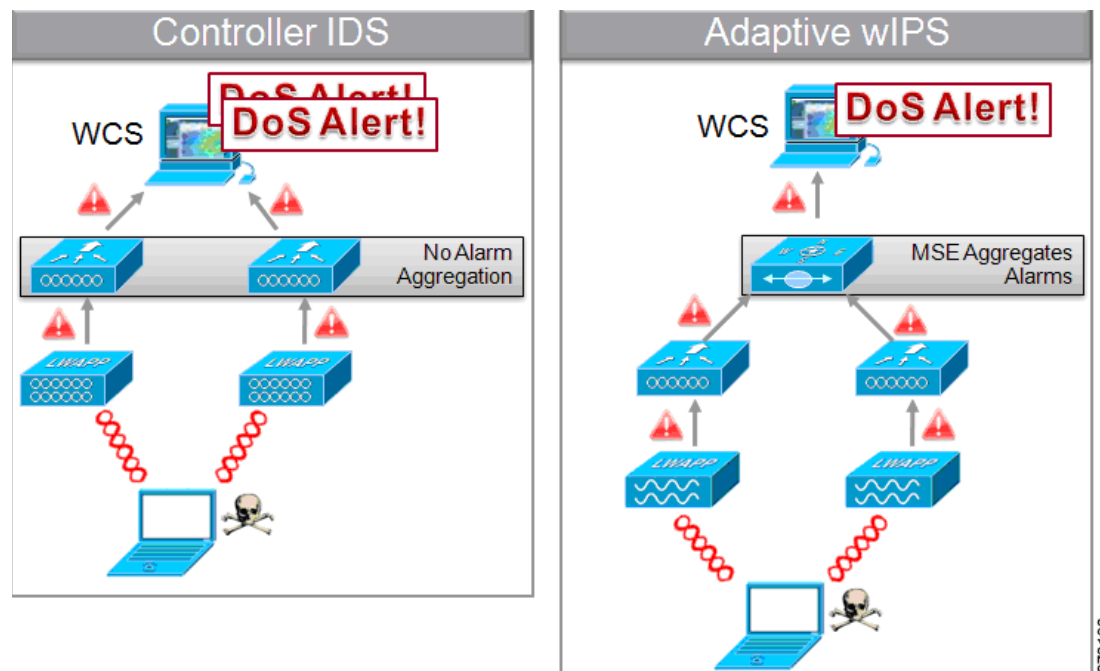 Controller IDS
DoS Alert!
DoS Alert!
WCS
No Alarm
Aggregation
LWAPP
LWAPP
Adaptive wIPS
DoS Alert!
WCS
W
E
MSE Aggregates
Alarms
LWAPP
LWAPP